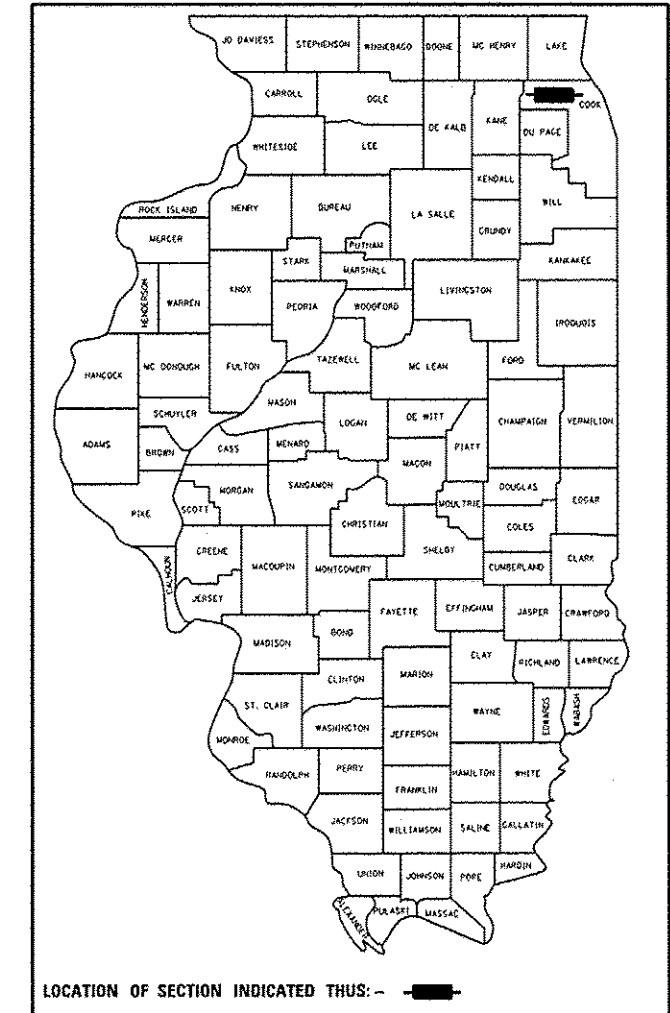 JO DAVIESS STEPHENSON WINNEBAGO BOONE MC HENRY LAKE
CARROLL OGLE DE KALB KANE COOK
DU PAGE
WHITESIDE LEE
KENDALL WILL
ROCK ISLAND HENRY BUREAU LA SALLE GRUNDY
MERCER PUTNAM KANKAKEE
STARK MARSHALL
HENDERSON WARREN KNOX PEORIA WOODFORD LIVINGSTON IROQUOIS
HANCOCK MC DONOUGH FULTON TAZEWELL MC LEAN FORD
MASON
SCHUYLER LOGAN DE WITT CHAMPAIGN VERMILION
ADAMS BROWN CASS MENARD PIATT
MACON
PIKE SCOTT MORGAN SANGAMON MOULTRIE DOUGLAS EDGAR
CHRISTIAN COLES
CALHOUN GREENE MACOUPIN MONTGOMERY SHELBY CUMBERLAND CLARK
JERSEY FAYETTE EFFINGHAM JASPER CRAWFORD
MADISON BOND
CLINTON MARION CLAY RICHLAND LAWRENCE
ST. CLAIR WASHINGTON WAYNE EDWARDS WABASH
MONROE JEFFERSON
RANDOLPH PERRY HAMILTON WHITE
FRANKLIN
JACKSON WILLIAMSON SALINE GALLATIN
UNION JOHNSON POPE HARDIN
ALEXANDER PULASKI MASSAC
LOCATION OF SECTION INDICATED THUS: -